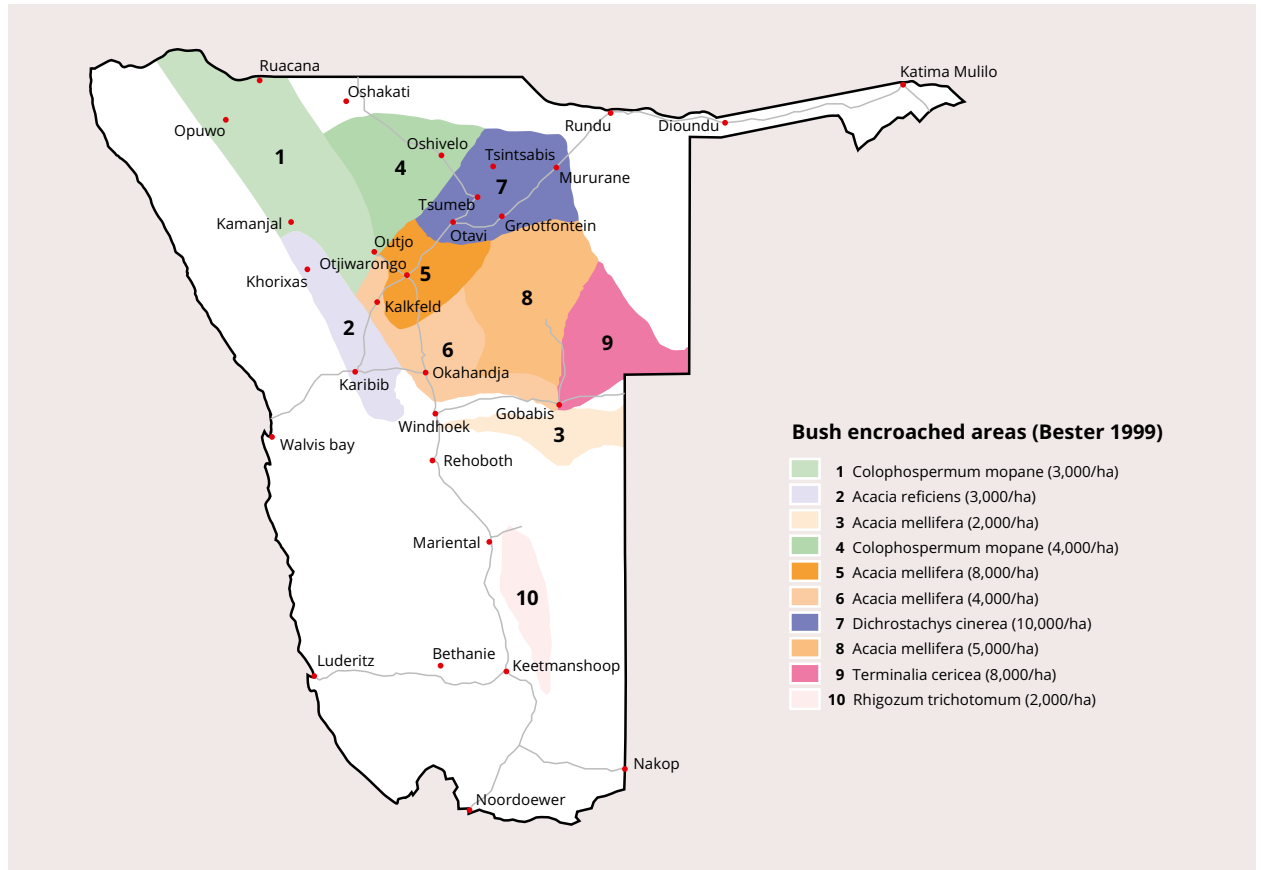 Ruacana
Katima Mulilo
Oshakati
Opuwo
Rundu
Dioundu
Oshivelo
Tsintsabis
1
4
7
Mururane
Tsumeb
Kamanjal
Grootfontein
Otavi
Outjo
Otjiwarongo
5
Khorixas
8
Kalkfeld
2
9
6
Okahandja
Karibib
Gobabis
Windhoek
3
Walvis bay
Rehoboth
Mariental
10
Bethanie
Luderitz
Keetmanshoop
Nakop
Noordoewer
Bush encroached areas (Bester 1999)
1 Colophospermum mopane (3,000/ha)
2 Acacia reficiens (3,000/ha)
3 Acacia mellifera (2,000/ha)
4 Colophospermum mopane (4,000/ha)
5 Acacia mellifera (8,000/ha)
6 Acacia mellifera (4,000/ha)
7 Dichrostachys cinerea (10,000/ha)
8 Acacia mellifera (5,000/ha)
9 Terminalia cericea (8,000/ha)
10 Rhigozum trichotomum (2,000/ha)